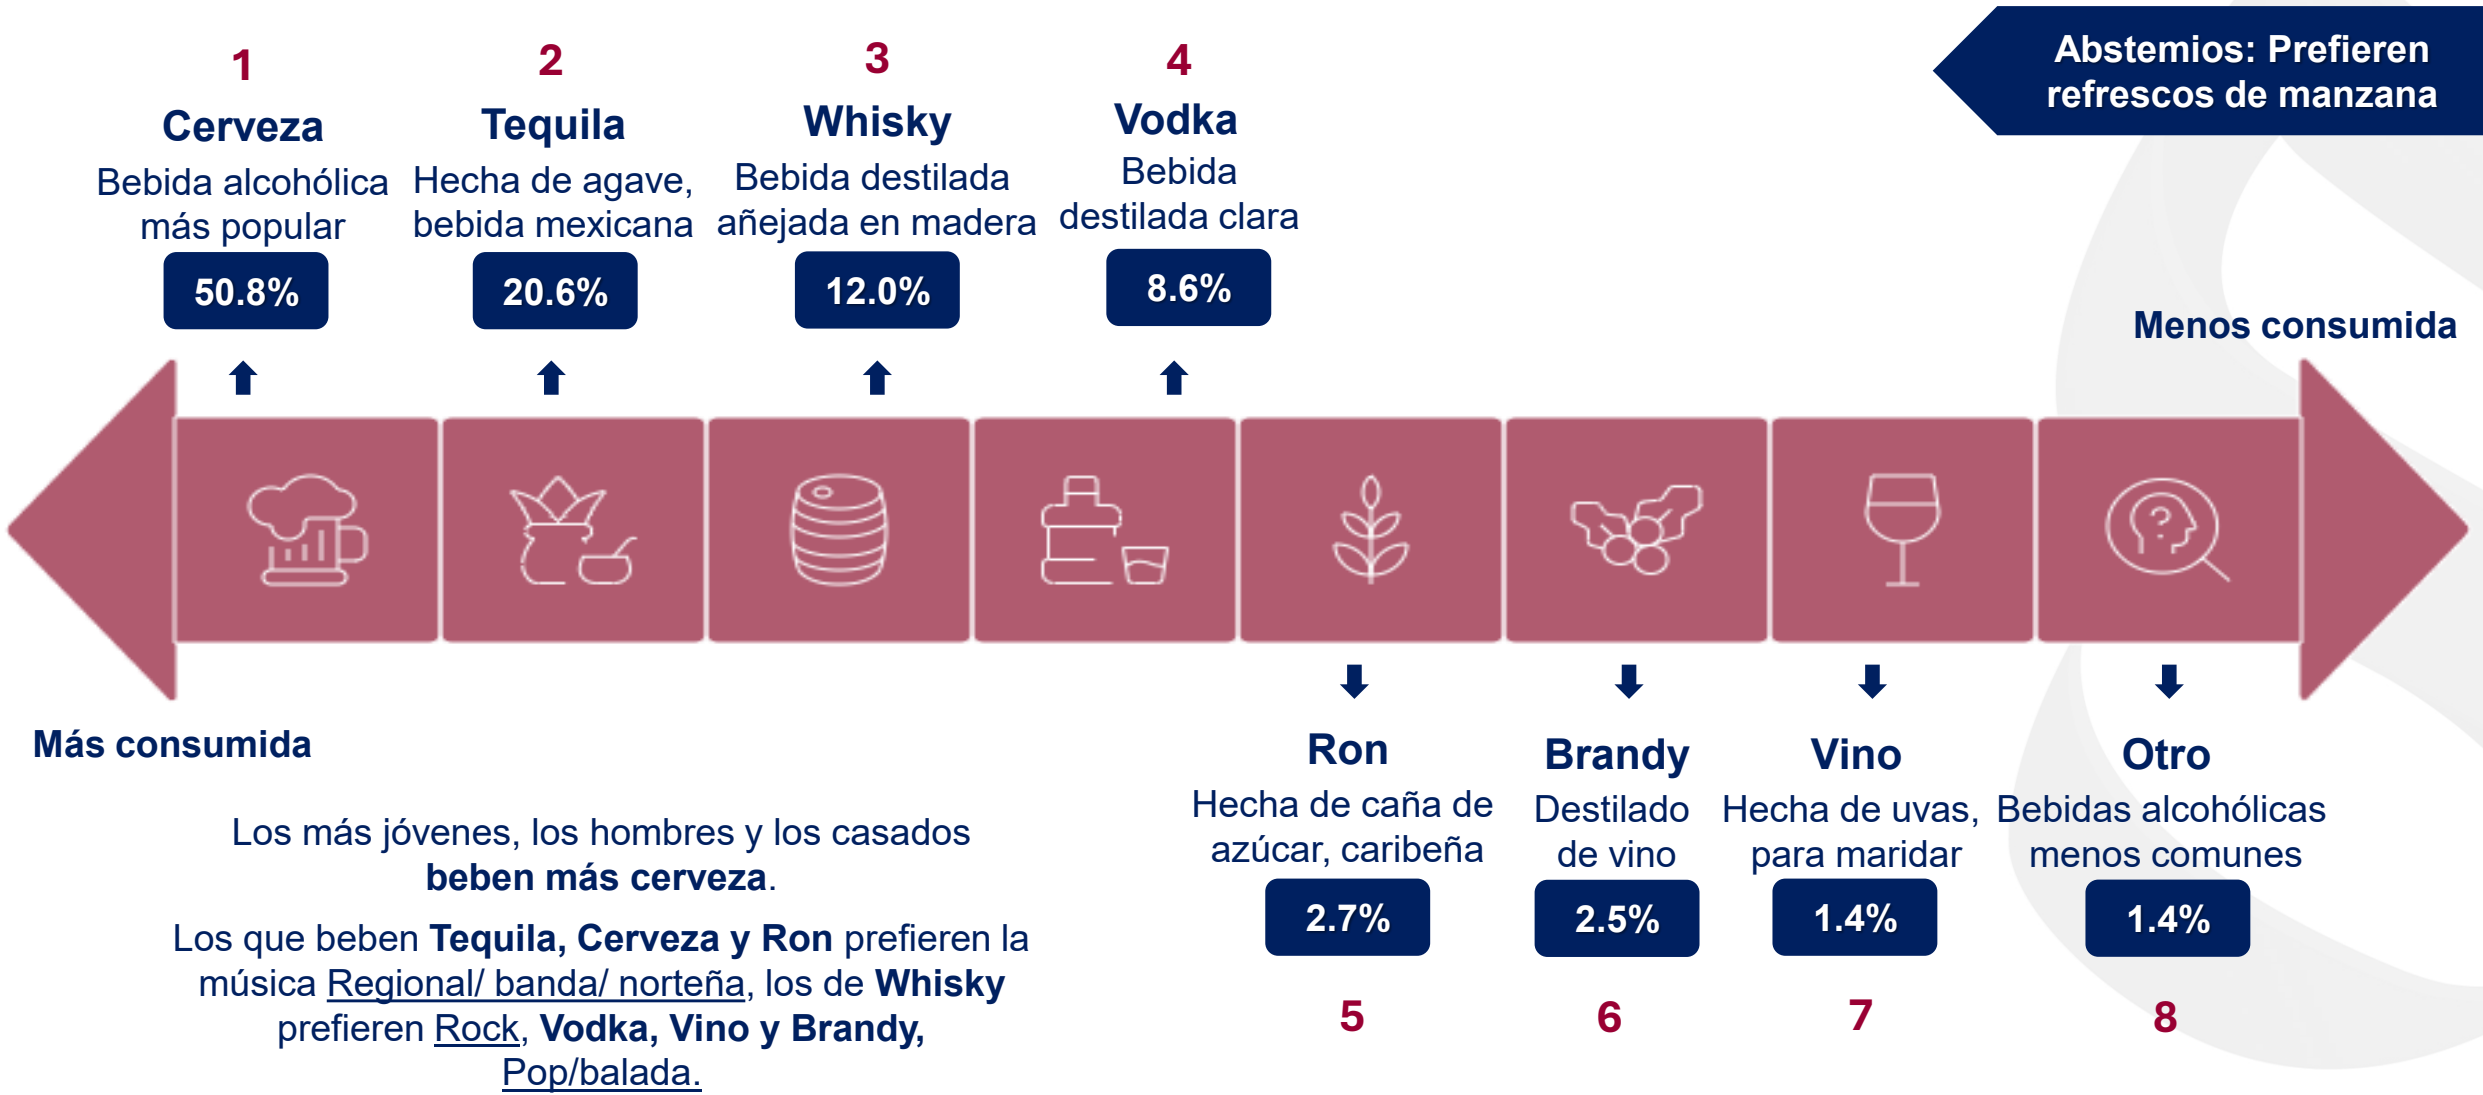 Abstemios: Prefieren
refrescos de manzana
1
Cerveza
Bebida alcohólica
más popular
50.8%
2
Tequila
Hecha de agave,
bebida mexicana
20.6%
3
Whisky
Bebida destilada
añejada en madera
12.0%
4
Vodka
Bebida
destilada clara
8.6%
Menos consumida
?
Más consumida
Ron
Hecha de caña de
azúcar, caribeña
2.7%
5
Brandy
Destilado
de vino
2.5%
6
Vino
Hecha de uvas,
para maridar
1.4%
7
Otro
Bebidas alcohólicas
menos comunes
1.4%
8
Los más jóvenes, los hombres y los casados
beben más cerveza.
Los que beben Tequila, Cerveza y Ron prefieren la
música Regional/ banda/ norteña, los de Whisky
prefieren Rock, Vodka, Vino y Brandy,
Pop/balada.